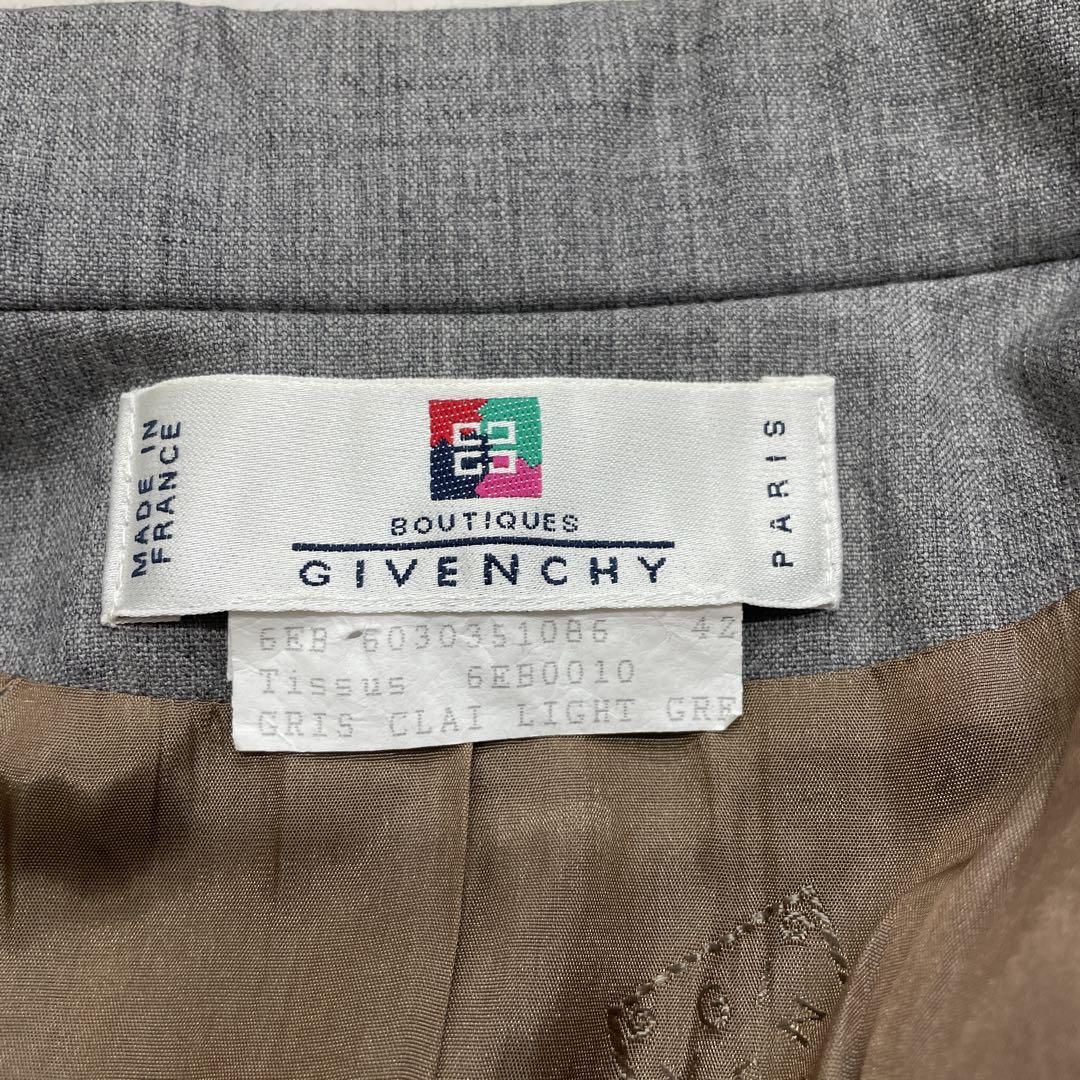 MADE IN
FRANCE
BOUTIQUES
GIVENCHY
PARIS
6EB 6030351086 42
Tissus 6EB0010
GRIS CLAI LIGHT GRE